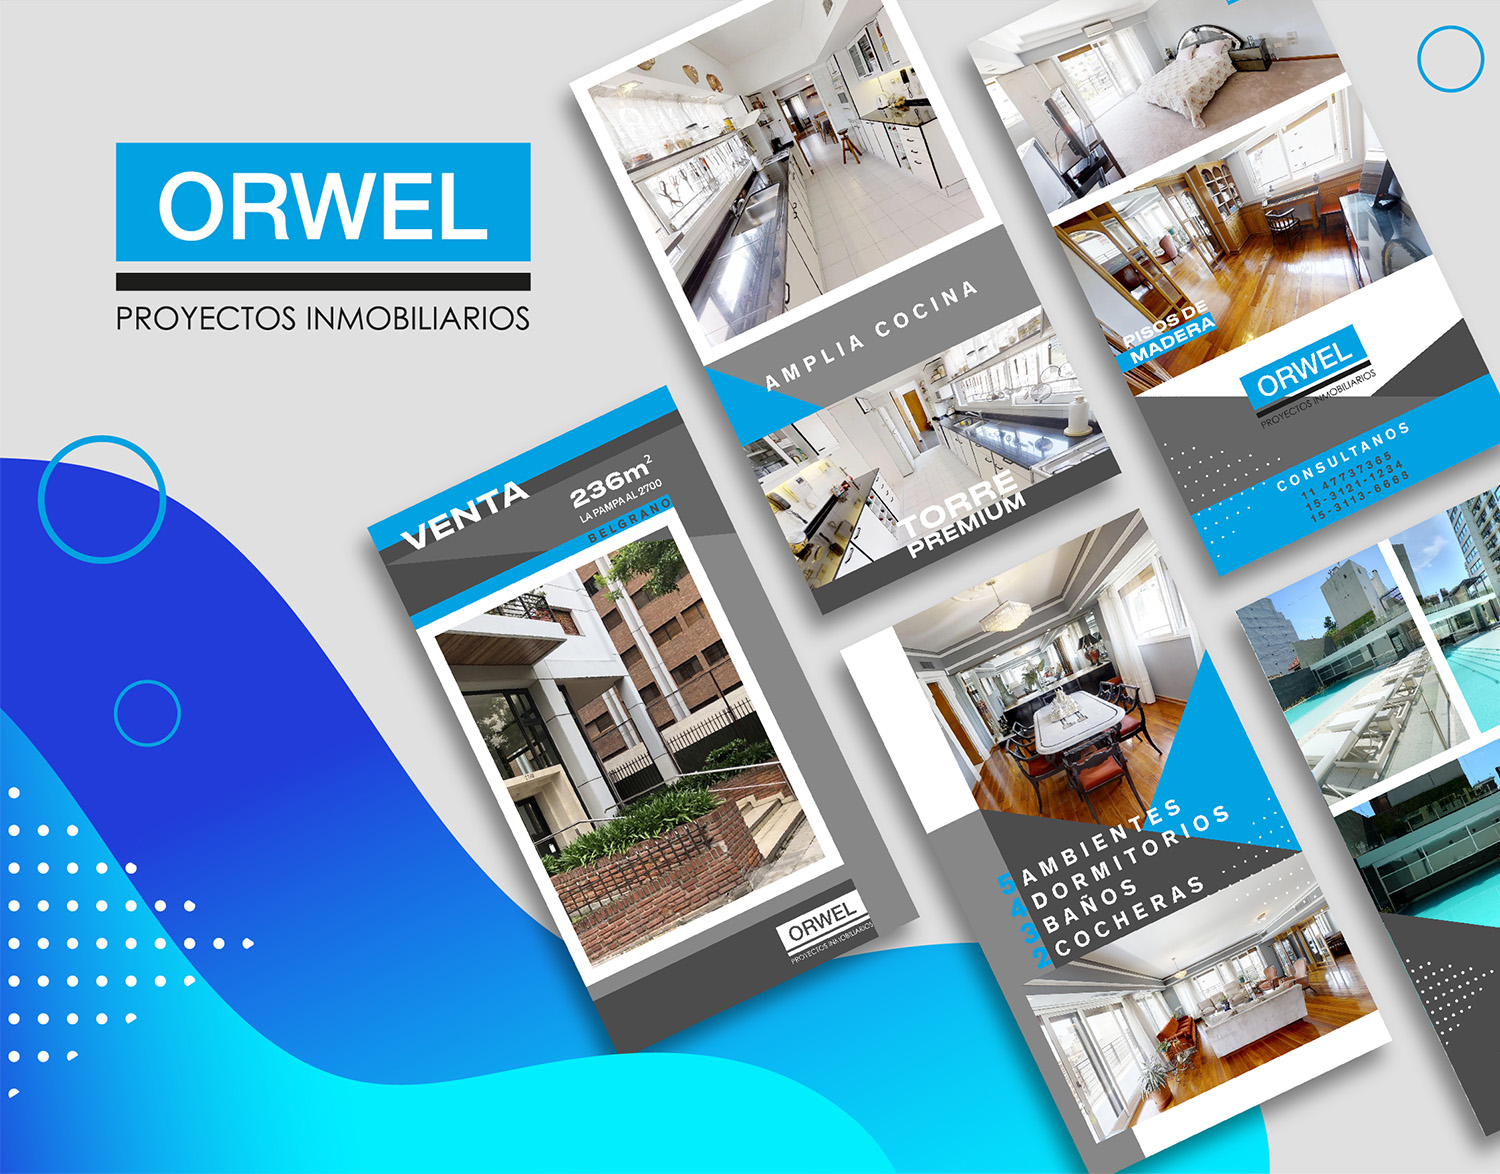 ORWEL
PROYECTOS INMOBILIARIOS
VENTA
236m²
LA PAMPA AL 2700
BELGRANO
ORWEL
PROYECTOS INMOBILIARIOS
AMPLIA COCINA
TORRE
PREMIUM
PISOS DE
MADERA
ORWEL
PROYECTOS INMOBILIARIOS
CONSULTANOS
11 47737365
15-3121-1234
15-3113-6668
5 AMBIENTES
4 DORMITORIOS
3 BAÑOS
2 COCHERAS